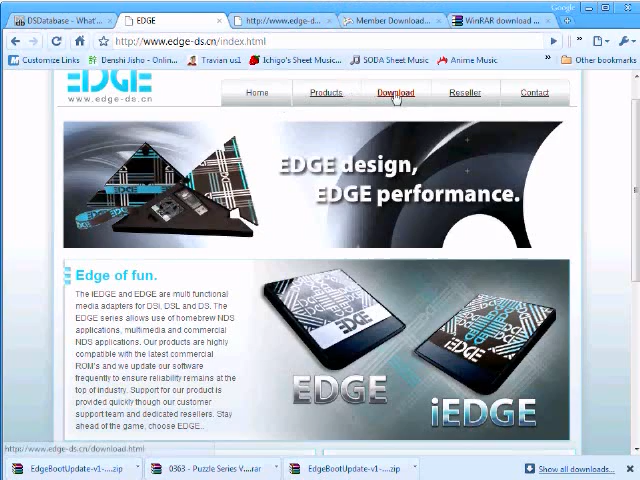 Google
DSDatabase - What'...
EDGE
http://www.edge-d...
Member Download...
WinRAR download ...
http://www.edge-ds.cn/index.html
Customize Links
Denshi Jisho - Onlin...
Travian us1
Ichigo's Sheet Music...
SODA Sheet Music
Anime Music
Other bookmarks
EDGE
www.edge-ds.cn
Home
Products
Download
Reseller
Contact
EDGE design,
EDGE performance.
EDGE
Edge of fun.
The iEDGE and EDGE are multi functional
media adapters for DSi, DSL and DS. The
EDGE series allows use of homebrew NDS
applications, multimedia and commercial
NDS applications. Our products are highly
compatible with the latest commercial
ROM's and we update our software
frequently to ensure reliability remains at the
top of industry. Support for our product is
provided quickly though our customer
support team and dedicated resellers. Stay
ahead of the game, choose EDGE..
EDGE
iEDGE
EDGE
iEDGE
http://www.edge-ds.cn/download.html
EdgeBootUpdate-v1-....zip
0363 - Puzzle Series V....rar
EdgeBootUpdate-v1-....zip
Show all downloads...